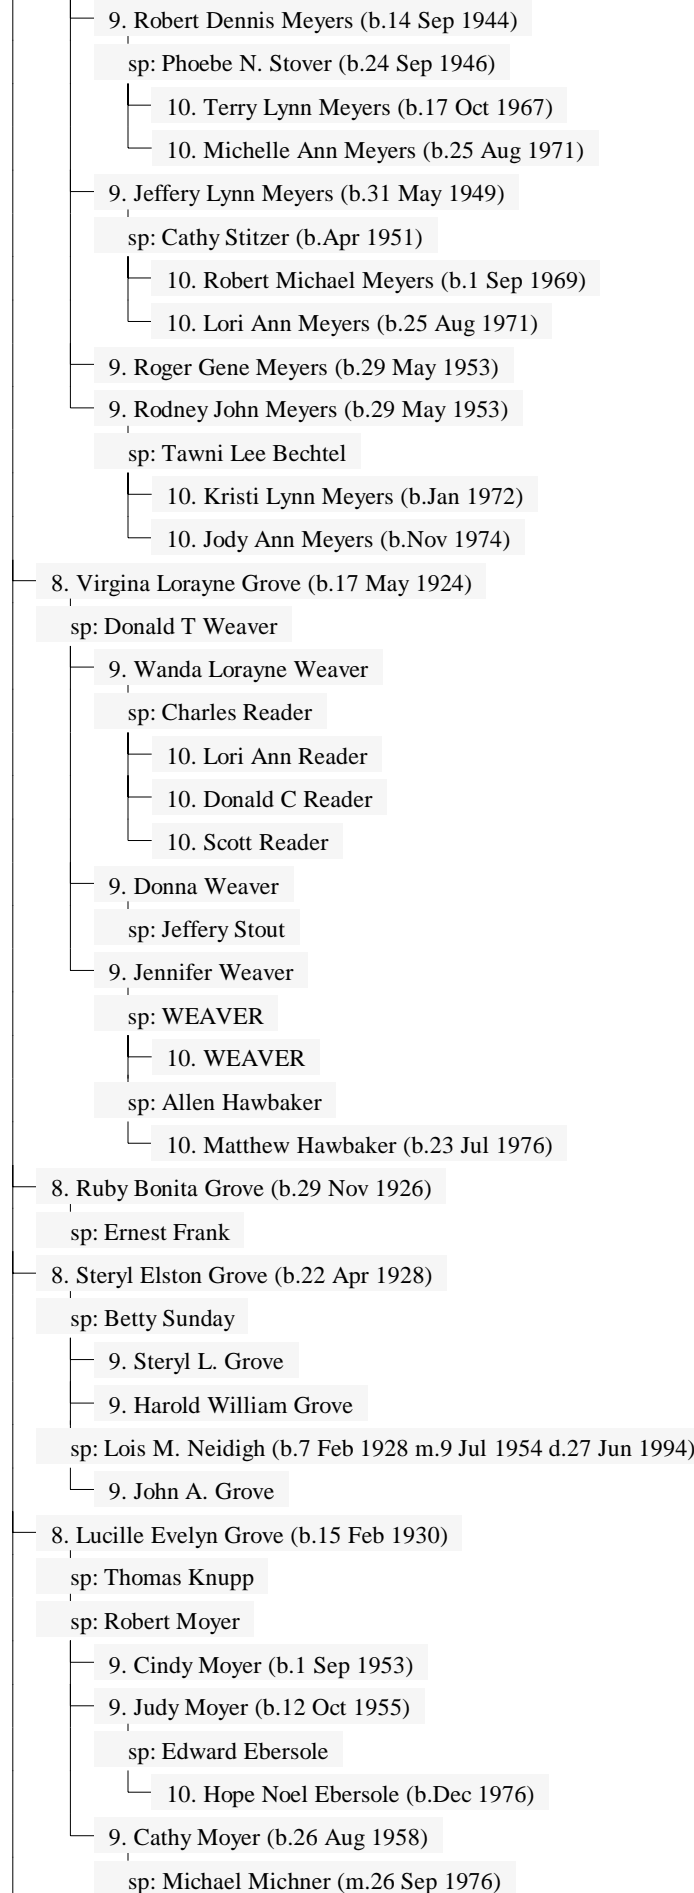 9. Robert Dennis Meyers (b.14 Sep 1944)
sp: Phoebe N. Stover (b.24 Sep 1946)
10. Terry Lynn Meyers (b.17 Oct 1967)
10. Michelle Ann Meyers (b.25 Aug 1971)
9. Jeffery Lynn Meyers (b.31 May 1949)
sp: Cathy Stitzer (b.Apr 1951)
10. Robert Michael Meyers (b.1 Sep 1969)
10. Lori Ann Meyers (b.25 Aug 1971)
9. Roger Gene Meyers (b.29 May 1953)
9. Rodney John Meyers (b.29 May 1953)
sp: Tawni Lee Bechtel
10. Kristi Lynn Meyers (b.Jan 1972)
10. Jody Ann Meyers (b.Nov 1974)
8. Virgina Lorayne Grove (b.17 May 1924)
sp: Donald T Weaver
9. Wanda Lorayne Weaver
sp: Charles Reader
10. Lori Ann Reader
10. Donald C Reader
10. Scott Reader
9. Donna Weaver
sp: Jeffery Stout
9. Jennifer Weaver
sp: WEAVER
10. WEAVER
sp: Allen Hawbaker
10. Matthew Hawbaker (b.23 Jul 1976)
8. Ruby Bonita Grove (b.29 Nov 1926)
sp: Ernest Frank
8. Steryl Elston Grove (b.22 Apr 1928)
sp: Betty Sunday
9. Steryl L. Grove
9. Harold William Grove
sp: Lois M. Neidigh (b.7 Feb 1928 m.9 Jul 1954 d.27 Jun 1994)
9. John A. Grove
8. Lucille Evelyn Grove (b.15 Feb 1930)
sp: Thomas Knupp
sp: Robert Moyer
9. Cindy Moyer (b.1 Sep 1953)
9. Judy Moyer (b.12 Oct 1955)
sp: Edward Ebersole
10. Hope Noel Ebersole (b.Dec 1976)
9. Cathy Moyer (b.26 Aug 1958)
sp: Michael Michner (m.26 Sep 1976)